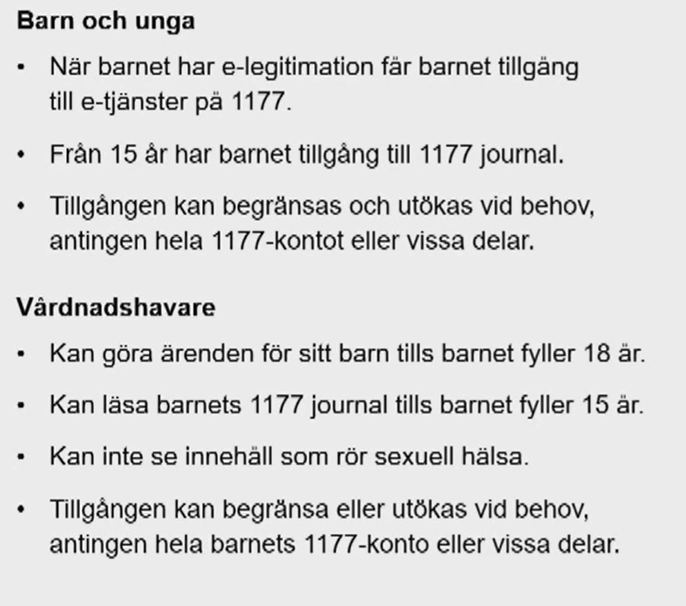 Barn och unga
• När barnet har e-legitimation får barnet tillgång
till e-tjänster på 1177.
• Från 15 år har barnet tillgång till 1177 journal.
• Tillgången kan begränsas och utökas vid behov,
antingen hela 1177-kontot eller vissa delar.
Vårdnadshavare
• Kan göra ärenden för sitt barn tills barnet fyller 18 år.
• Kan läsa barnets 1177 journal tills barnet fyller 15 år.
• Kan inte se innehåll som rör sexuell hälsa.
• Tillgången kan begränsa eller utökas vid behov,
antingen hela barnets 1177-konto eller vissa delar.